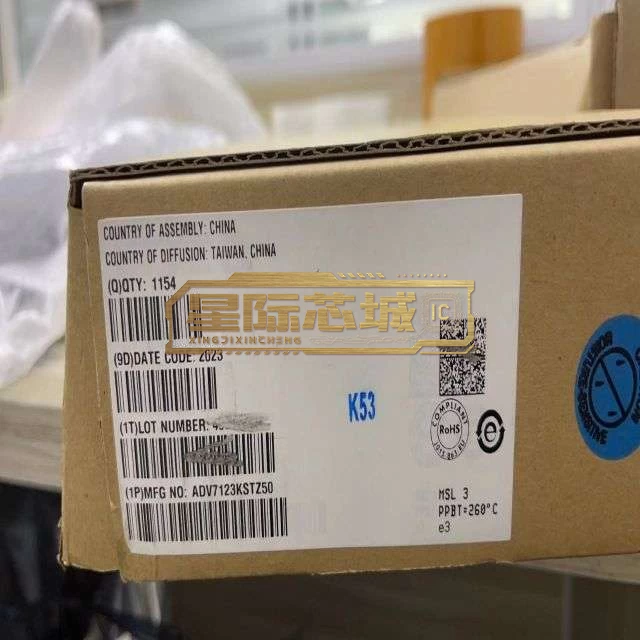 COUNTRY OF ASSEMBLY: CHINA
COUNTRY OF DIFFUSION: TAIWAN, CHINA
(Q)QTY: 1154
星际芯城 IC
XINGJIXINCHENG
(9D)DATE CODE: 2023
K53
(1T)LOT NUMBER:
COMPLIANT
RoHS
(1P)MFG NO: ADV7123KSTZ50
MSL 3
PPBT=260°C
e3